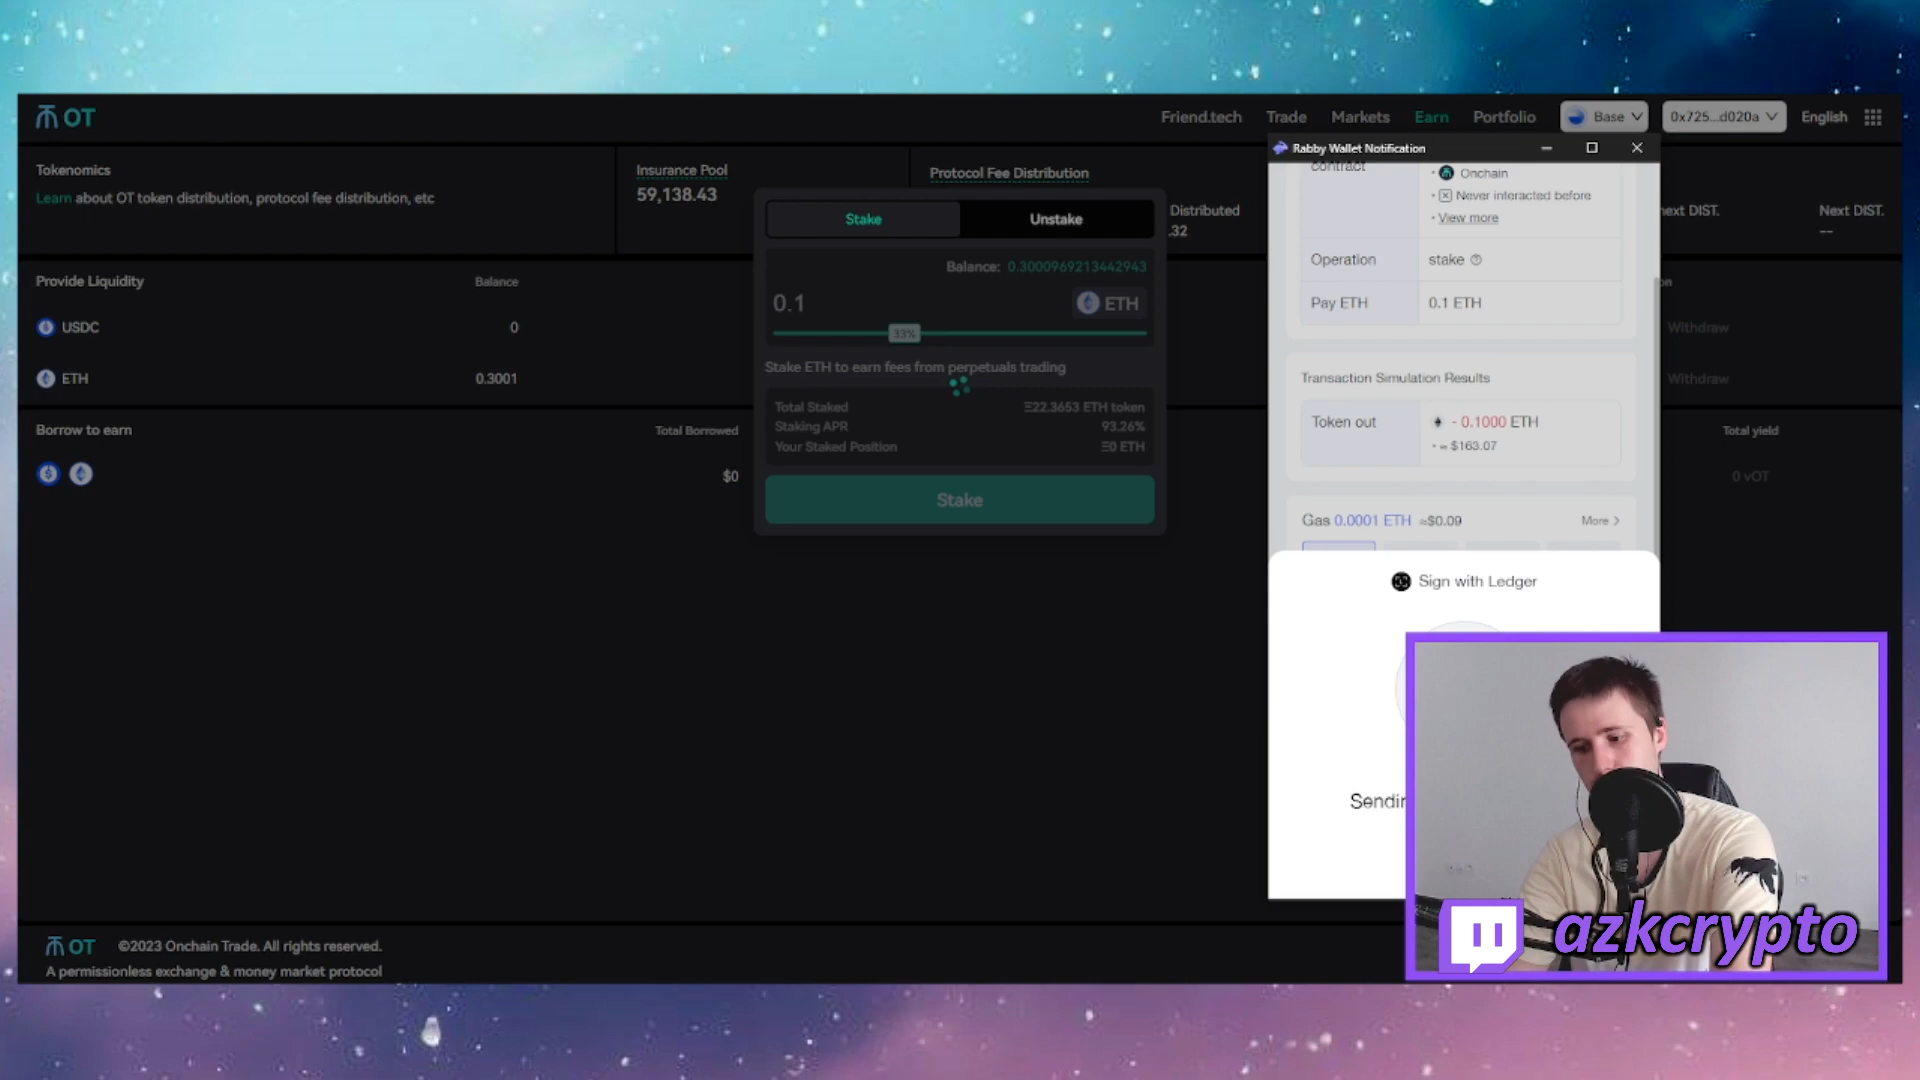 OT
Friend.tech
Trade
Markets
Earn
Portfolio
Base
0x725...d020a
English
Tokenomics
Learn about OT token distribution, protocol fee distribution, etc
Insurance Pool
59,138.43
Protocol Fee Distribution
Distributed
.32
next DIST.
Next DIST.
--
Provide Liquidity
Balance
USDC
0
ETH
0.3001
Withdraw
Withdraw
Borrow to earn
Total Borrowed
Total yield
$0
0 vOT
Stake
Unstake
Balance: 0.3000969213442943
0.1
ETH
33%
Stake ETH to earn fees from perpetuals trading
Total Staked
Ξ22.3653 ETH token
Staking APR
93.26%
Your Staked Position
Ξ0 ETH
Stake
Rabby Wallet Notification
contract
Onchain
Never interacted before
View more
Operation
stake
Pay ETH
0.1 ETH
Transaction Simulation Results
Token out
- 0.1000 ETH
≈ $163.07
Gas 0.0001 ETH ≈$0.09
More >
Sign with Ledger
Sendin
azkcrypto
OT
©2023 Onchain Trade. All rights reserved.
A permissionless exchange & money market protocol